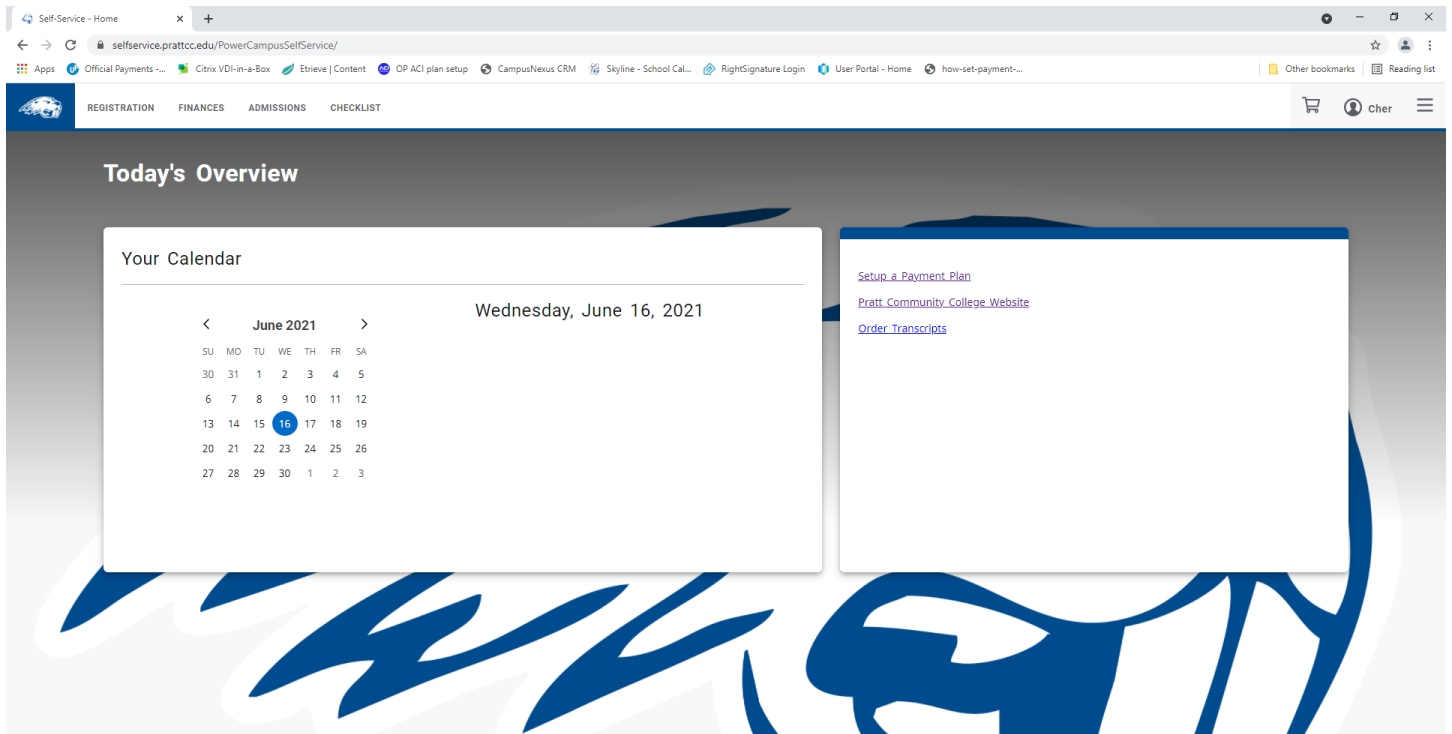 Self-Service - Home
selfservice.prattcc.edu/PowerCampusSelfService/
Apps Official Payments -... Citrix VDI-in-a-Box Etrieve | Content OP ACI plan setup CampusNexus CRM Skyline - School Cal... RightSignature Login User Portal - Home how-set-payment-... Other bookmarks Reading list
REGISTRATION FINANCES ADMISSIONS CHECKLIST Cher
Today's Overview
Your Calendar
Wednesday, June 16, 2021
June 2021
SU MO TU WE TH FR SA
30 31 1 2 3 4 5
6 7 8 9 10 11 12
13 14 15 16 17 18 19
20 21 22 23 24 25 26
27 28 29 30 1 2 3
Setup a Payment Plan
Pratt Community College Website
Order Transcripts